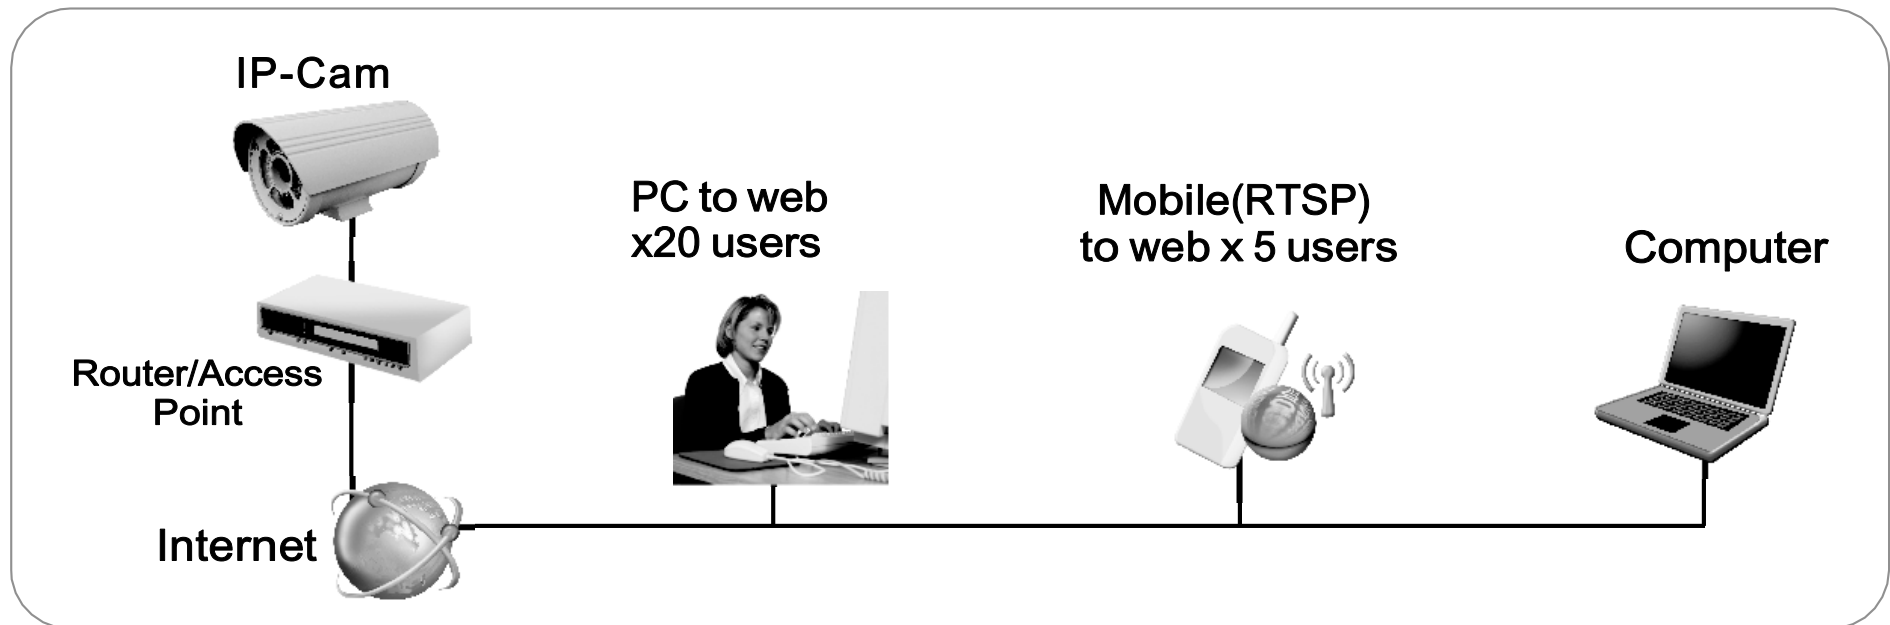 IP-Cam
PC to web
x20 users
Mobile(RTSP)
to web x 5 users
Computer
Router/Access
Point
Internet